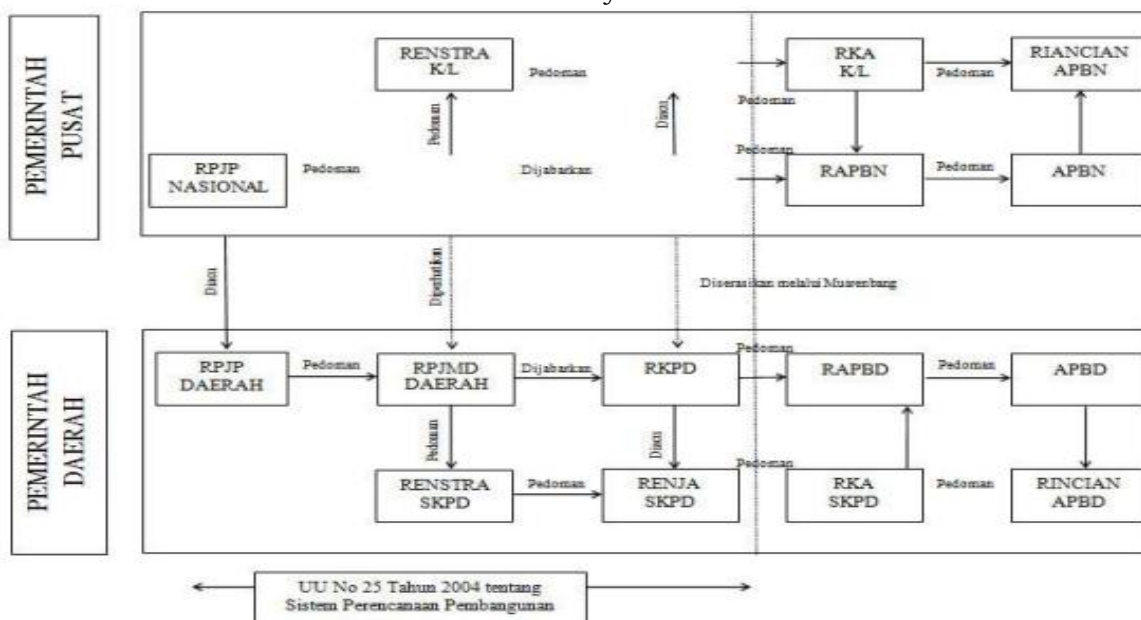 PEMERINTAH
PUSAT
RENSTRA
K/L
Pedoman
RKA
K/L
Pedoman
RIANCIAN
APBN
Pedoman
Pedoman
Diacu
RPJP
NASIONAL
Pedoman
Dijabarkan
Pedoman
RAPBN
Pedoman
APBN
Diacu
Diperhatikan
Diserasikan melalui Musrenbang
PEMERINTAH
DAERAH
RPJP
DAERAH
Pedoman
RPJMD
DAERAH
Dijabarkan
RKPD
Pedoman
RAPBD
Pedoman
APBD
Pedoman
Diacu
RENSTRA
SKPD
Pedoman
RENJA
SKPD
Pedoman
RKA
SKPD
Pedoman
RINCIAN
APBD
UU No 25 Tahun 2004 tentang
Sistem Perencanaan Pembangunan